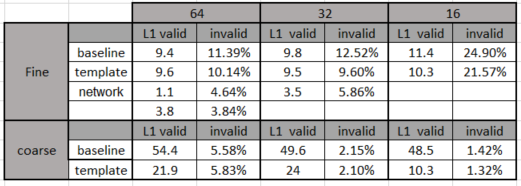 64 32 16
L1 valid invalid L1 valid invalid L1 valid invalid
baseline 9.4 11.39% 9.8 12.52% 11.4 24.90%
Fine template 9.6 10.14% 9.5 9.60% 10.3 21.57%
network 1.1 4.64% 3.5 5.86%
3.8 3.84%
L1 valid invalid L1 valid invalid L1 valid invalid
coarse baseline 54.4 5.58% 49.6 2.15% 48.5 1.42%
template 21.9 5.83% 24 2.10% 10.3 1.32%